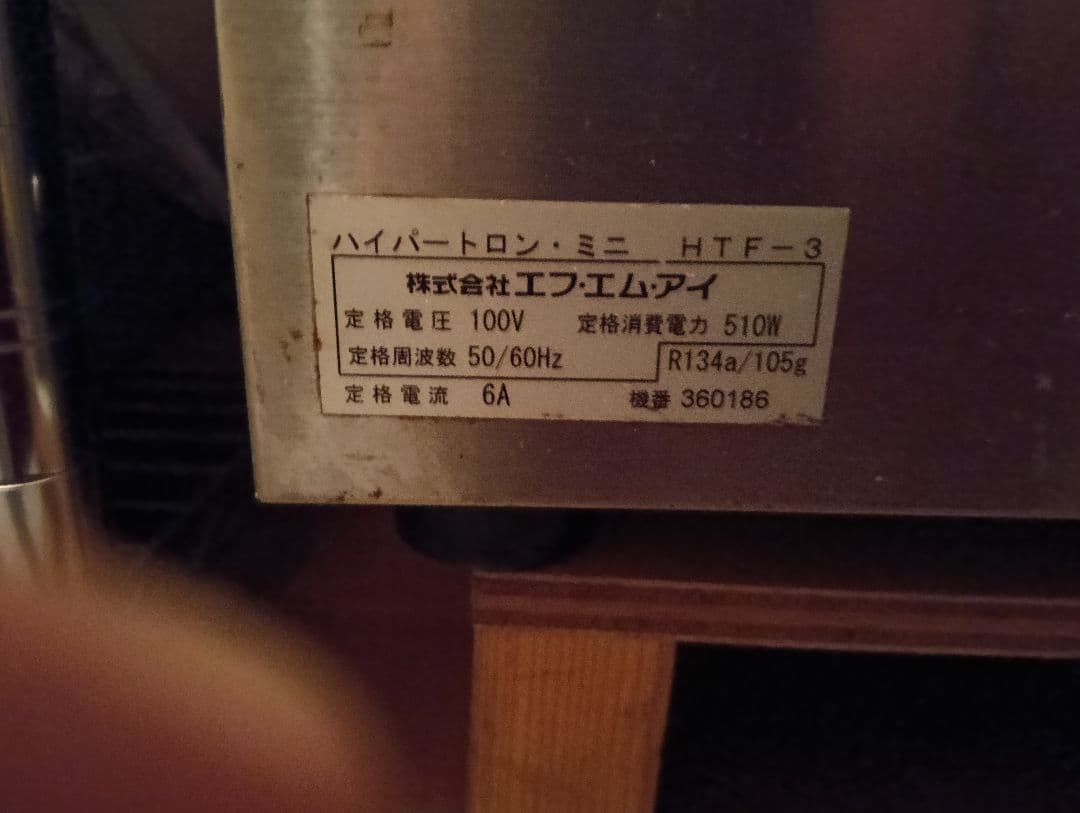 ハイパートロン・ミニ HTF-3
株式会社エフ・エム・アイ
定格電圧 100V 定格消費電力 510W
定格周波数 50/60Hz R134a/105g
定格電流 6A 機番 360186